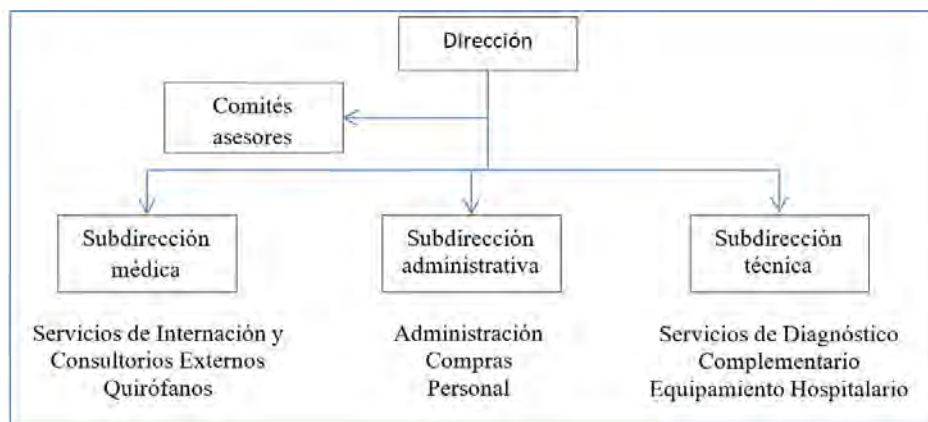 Dirección
Comités
asesores
Subdirección
médica
Subdirección
administrativa
Subdirección
técnica
Servicios de Internación y
Consultorios Externos
Quirófanos
Administración
Compras
Personal
Servicios de Diagnóstico
Complementario
Equipamiento Hospitalario